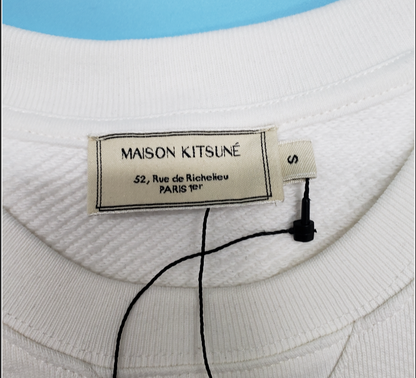 MAISON KITSUNÉ
52, Rue de Richelieu
PARIS 1er
S